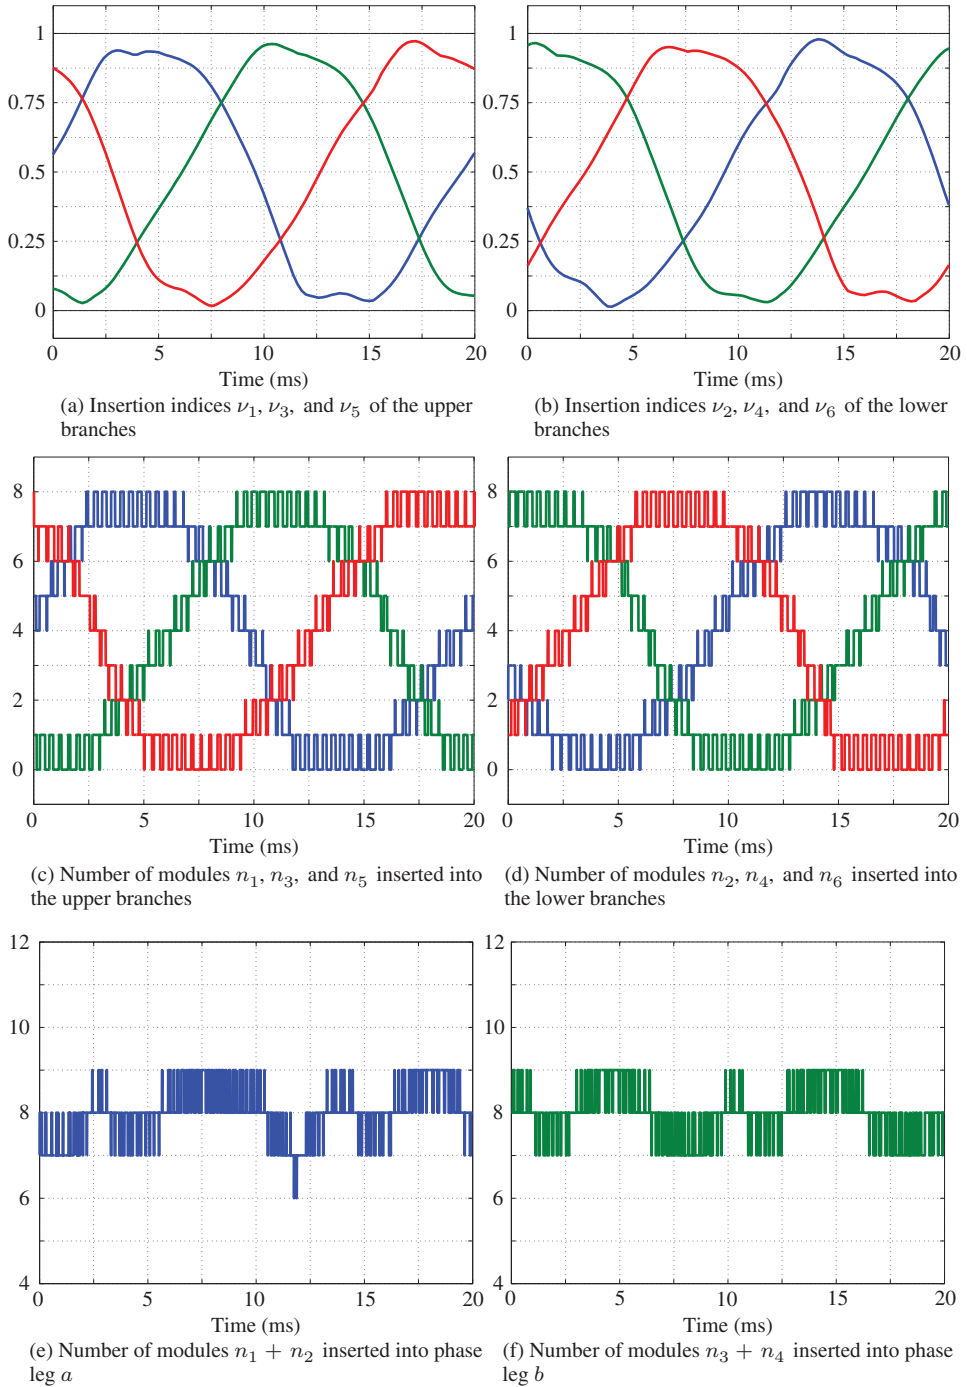 1
0.75
0.5
0.25
0
0 5 10 15 20
Time (ms)
(a) Insertion indices ν1, ν3, and ν5 of the upper
branches
1
0.75
0.5
0.25
0
0 5 10 15 20
Time (ms)
(b) Insertion indices ν2, ν4, and ν6 of the lower
branches
8
6
4
2
0
0 5 10 15 20
Time (ms)
(c) Number of modules n1, n3, and n5 inserted into
the upper branches
8
6
4
2
0
0 5 10 15 20
Time (ms)
(d) Number of modules n2, n4, and n6 inserted into
the lower branches
12
10
8
6
4
0 5 10 15 20
Time (ms)
(e) Number of modules n1 + n2 inserted into phase
leg a
12
10
8
6
4
0 5 10 15 20
Time (ms)
(f) Number of modules n3 + n4 inserted into phase
leg b